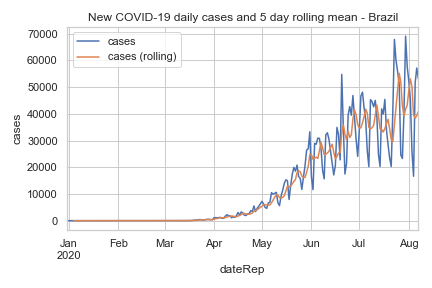 New COVID-19 daily cases and 5 day rolling mean - Brazil
cases
cases (rolling)
70000
60000
50000
40000
30000
20000
10000
0
cases
Jan Feb Mar Apr May Jun Jul Aug
2020
dateRep